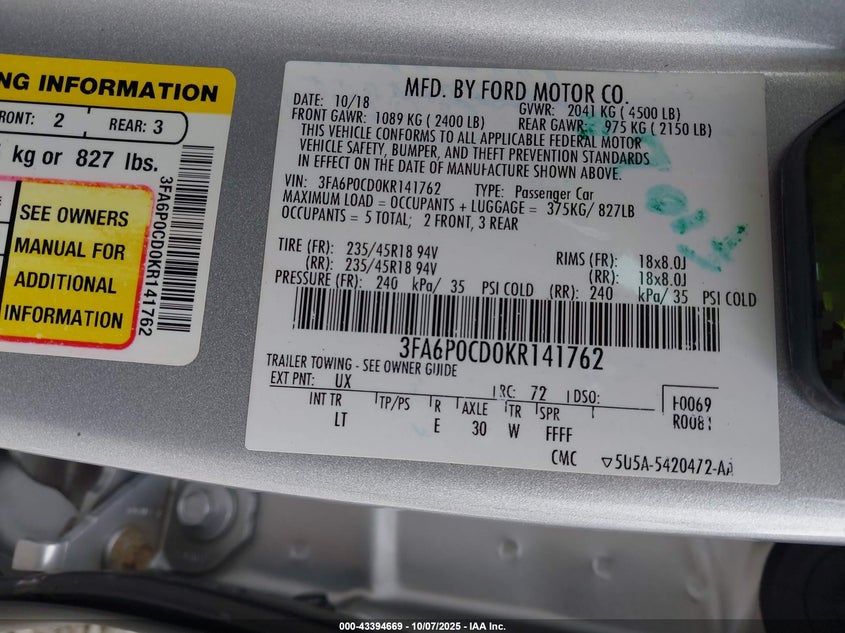 NG INFORMATION
FRONT: 2
REAR: 3
kg or 827 lbs.
SEE OWNERS
MANUAL FOR
ADDITIONAL
INFORMATION
3FA6P0CD0KR141762
MFD. BY FORD MOTOR CO.
DATE: 10/18 GVWR: 2041 KG ( 4500 LB)
FRONT GAWR: 1089 KG ( 2400 LB) REAR GAWR: 975 KG ( 2150 LB)
THIS VEHICLE CONFORMS TO ALL APPLICABLE FEDERAL MOTOR
VEHICLE SAFETY, BUMPER, AND THEFT PREVENTION STANDARDS
IN EFFECT ON THE DATE OF MANUFACTURE SHOWN ABOVE.
VIN: 3FA6P0CD0KR141762 TYPE: Passenger Car
MAXIMUM LOAD = OCCUPANTS + LUGGAGE = 375KG/ 827LB
OCCUPANTS = 5 TOTAL; 2 FRONT, 3 REAR
TIRE (FR): 235/45R18 94V RIMS (FR): 18x8.0J
(RR): 235/45R18 94V (RR): 18x8.0J
PRESSURE (FR): 240 kPa/ 35 PSI COLD (RR): 240 kPa/ 35 PSI COLD
3FA6P0CD0KR141762
TRAILER TOWING - SEE OWNER GUIDE
EXT PNT: UX RC: 72 DSO: F0069
INT TR TP/PS R AXLE TR SPR R0081
LT E 30 W FFFF
CMC ▽5U5A-5420472-AA
000-43394669 | 10/07/2025 - IAA Inc.